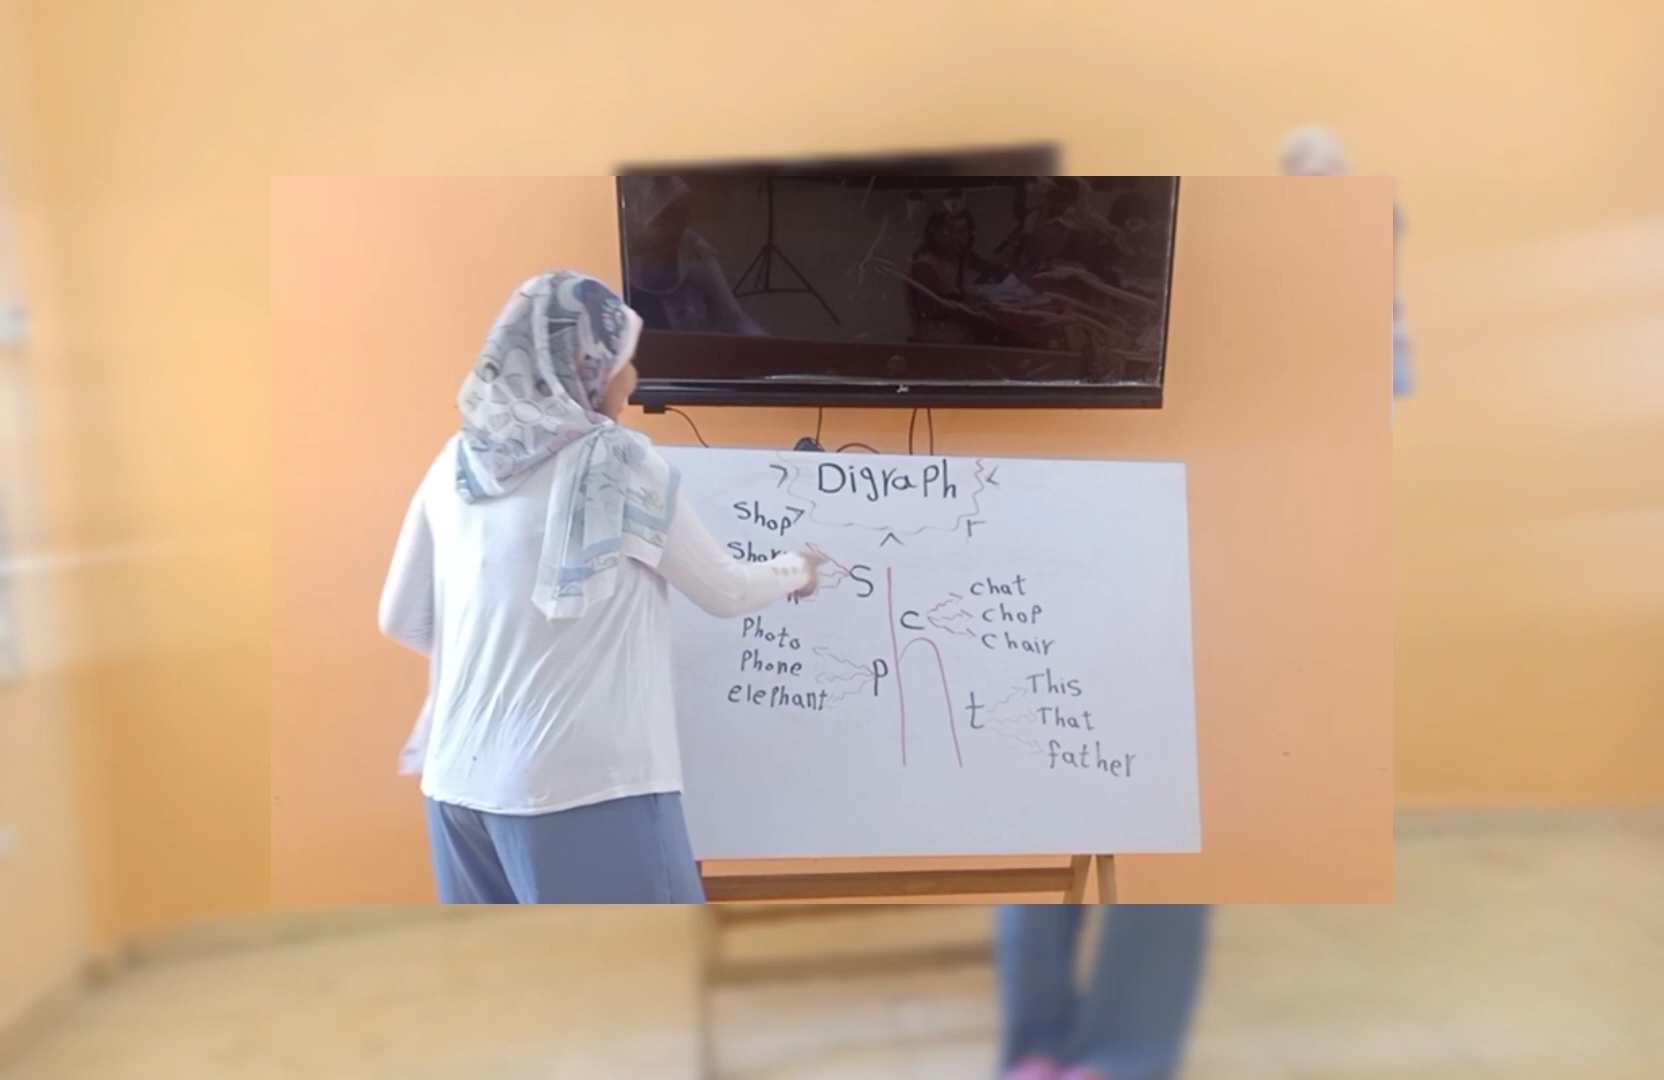 Digraph
Shop
S
Photo
Phone
elephant
P
h
c
chat
chop
chair
t
This
That
father